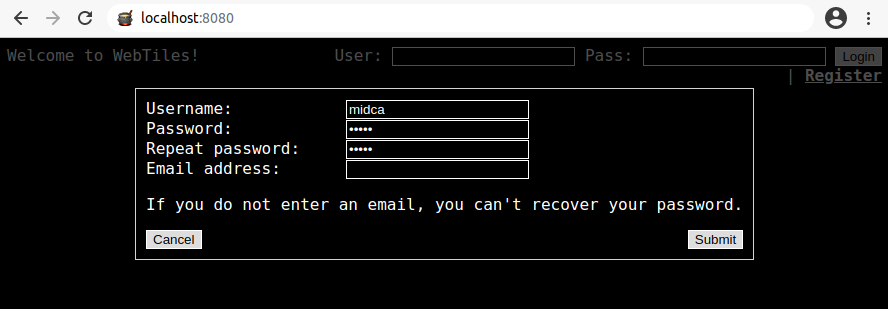 localhost:8080
Welcome to WebTiles! User: Pass: Login
| Register
Username: midca
Password: •••••
Repeat password: •••••
Email address:
If you do not enter an email, you can't recover your password.
Cancel Submit